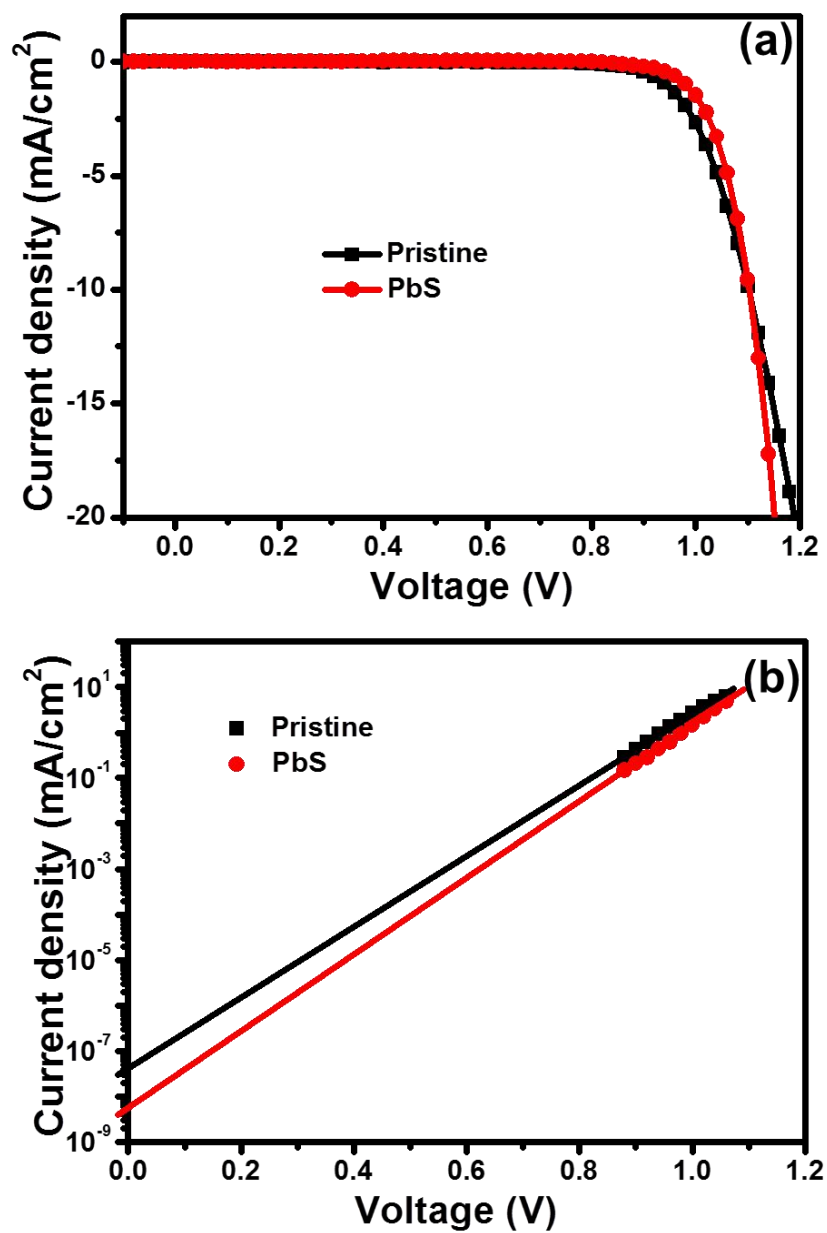 (a)
Current density (mA/cm²)
0
-5
-10
-15
-20
Pristine
PbS
0.0 0.2 0.4 0.6 0.8 1.0 1.2
Voltage (V)
(b)
Current density (mA/cm²)
10¹
10⁻¹
10⁻³
10⁻⁵
10⁻⁷
10⁻⁹
Pristine
PbS
0.0 0.2 0.4 0.6 0.8 1.0 1.2
Voltage (V)